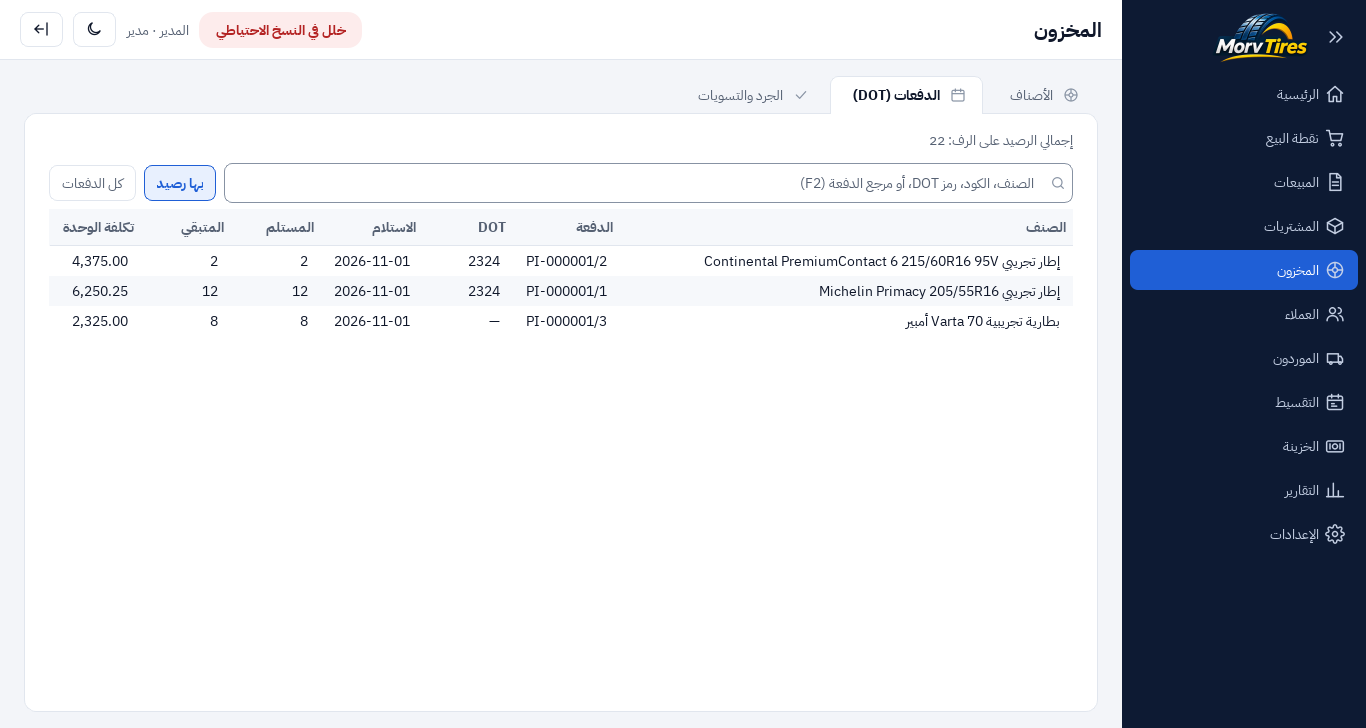 المخزون
خلل في النسخ الاحتياطي
المدير · مدير
MorvTires
الرئيسية
نقطة البيع
المبيعات
المشتريات
المخزون
العملاء
الموردون
التقسيط
الخزينة
التقارير
الإعدادات
الأصناف
الدفعات (DOT)
الجرد والتسويات
إجمالي الرصيد على الرف: 22
الصنف، الكود، رمز DOT، أو مرجع الدفعة (F2)
بها رصيد
كل الدفعات
الصنف الدفعة DOT الاستلام المستلم المتبقي تكلفة الوحدة
إطار تجريبي Continental PremiumContact 6 215/60R16 95V PI-000001/2 2324 2026-11-01 2 2 4,375.00
إطار تجريبي Michelin Primacy 205/55R16 PI-000001/1 2324 2026-11-01 12 12 6,250.25
بطارية تجريبية Varta 70 أمبير PI-000001/3 — 2026-11-01 8 8 2,325.00